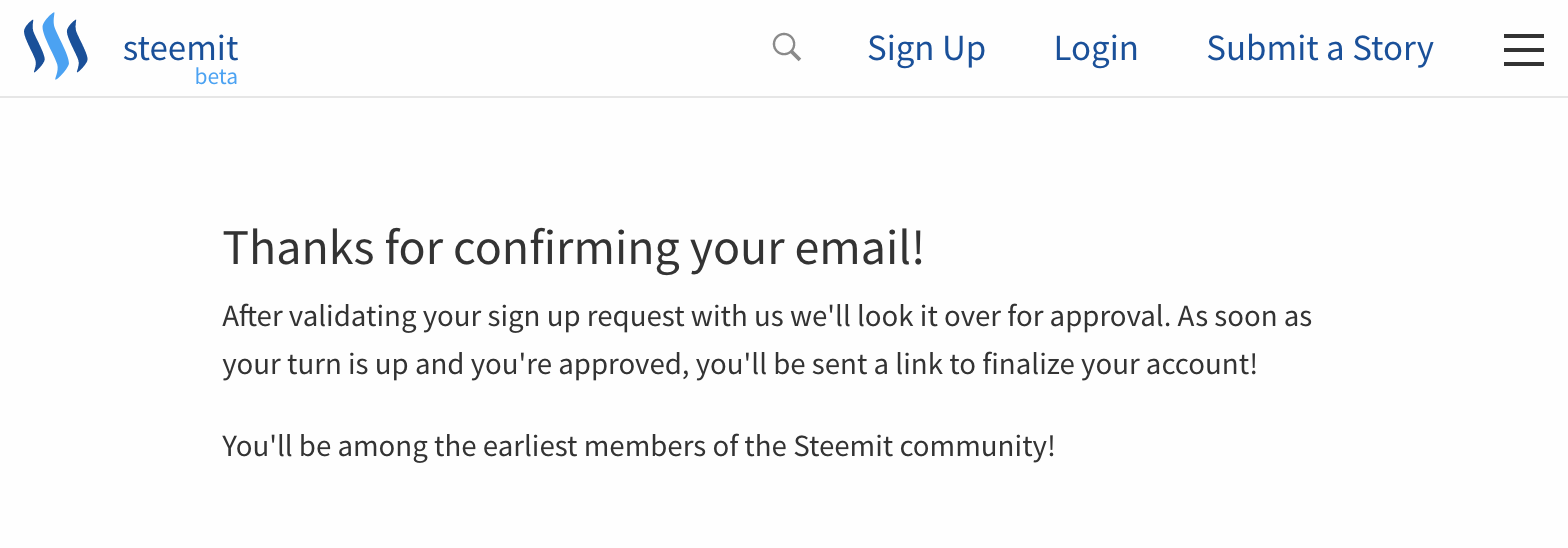 steemit
beta
Sign Up
Login
Submit a Story
Thanks for confirming your email!
After validating your sign up request with us we'll look it over for approval. As soon as
your turn is up and you're approved, you'll be sent a link to finalize your account!
You'll be among the earliest members of the Steemit community!